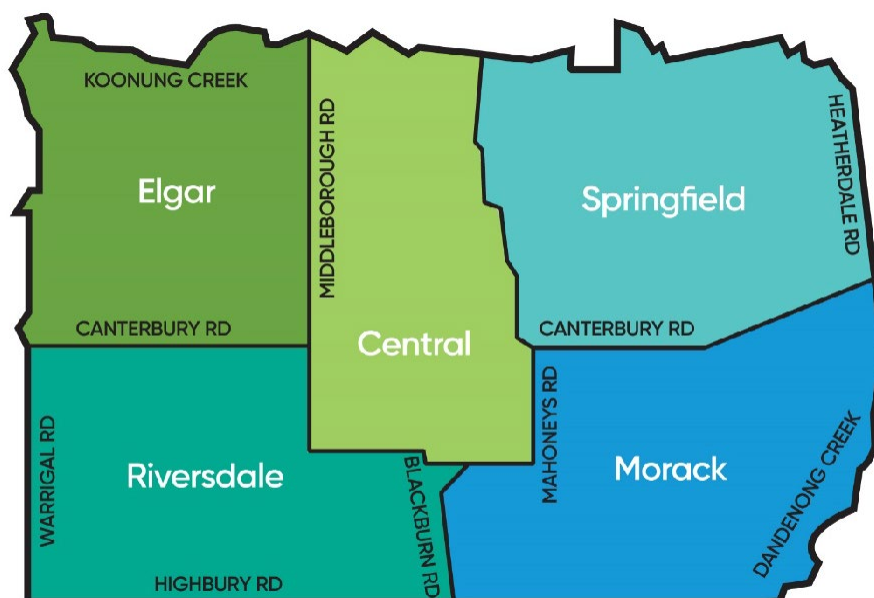 KOONUNG CREEK
MIDDLEBOROUGH RD
HEATHERDALE RD
Elgar
Springfield
CANTERBURY RD
CANTERBURY RD
Central
MAHONEYS RD
WARRIGAL RD
Riversdale
BLACKBURN RD
Morack
DANDENONG CREEK
HIGHBURY RD